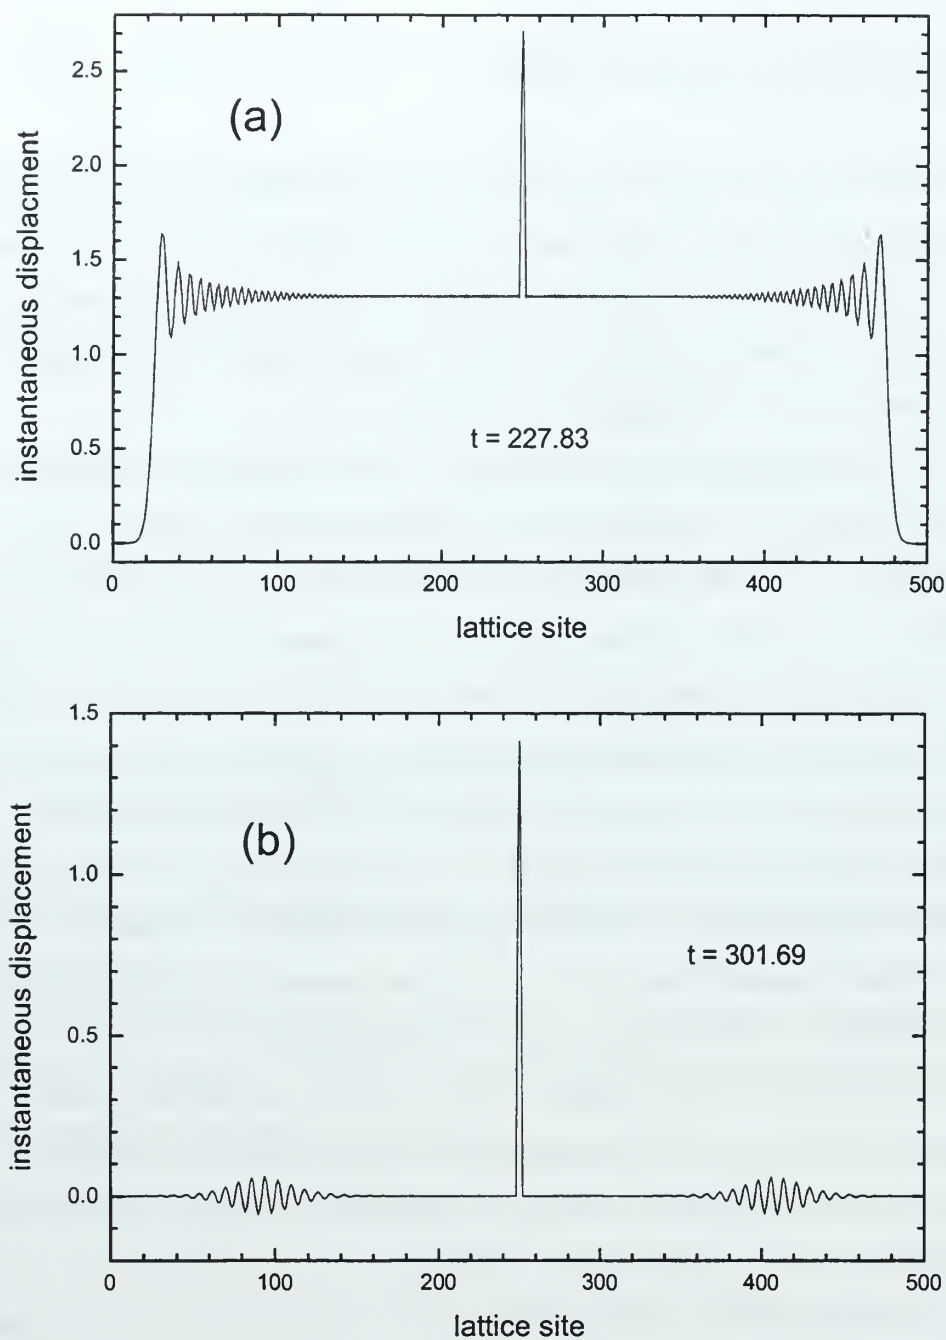 (a)
instantaneous displacment
2.5
2.0
1.5
1.0
0.5
0.0
t = 227.83
0 100 200 300 400 500
lattice site
(b)
instantaneous displacement
1.5
1.0
0.5
0.0
t = 301.69
0 100 200 300 400 500
lattice site